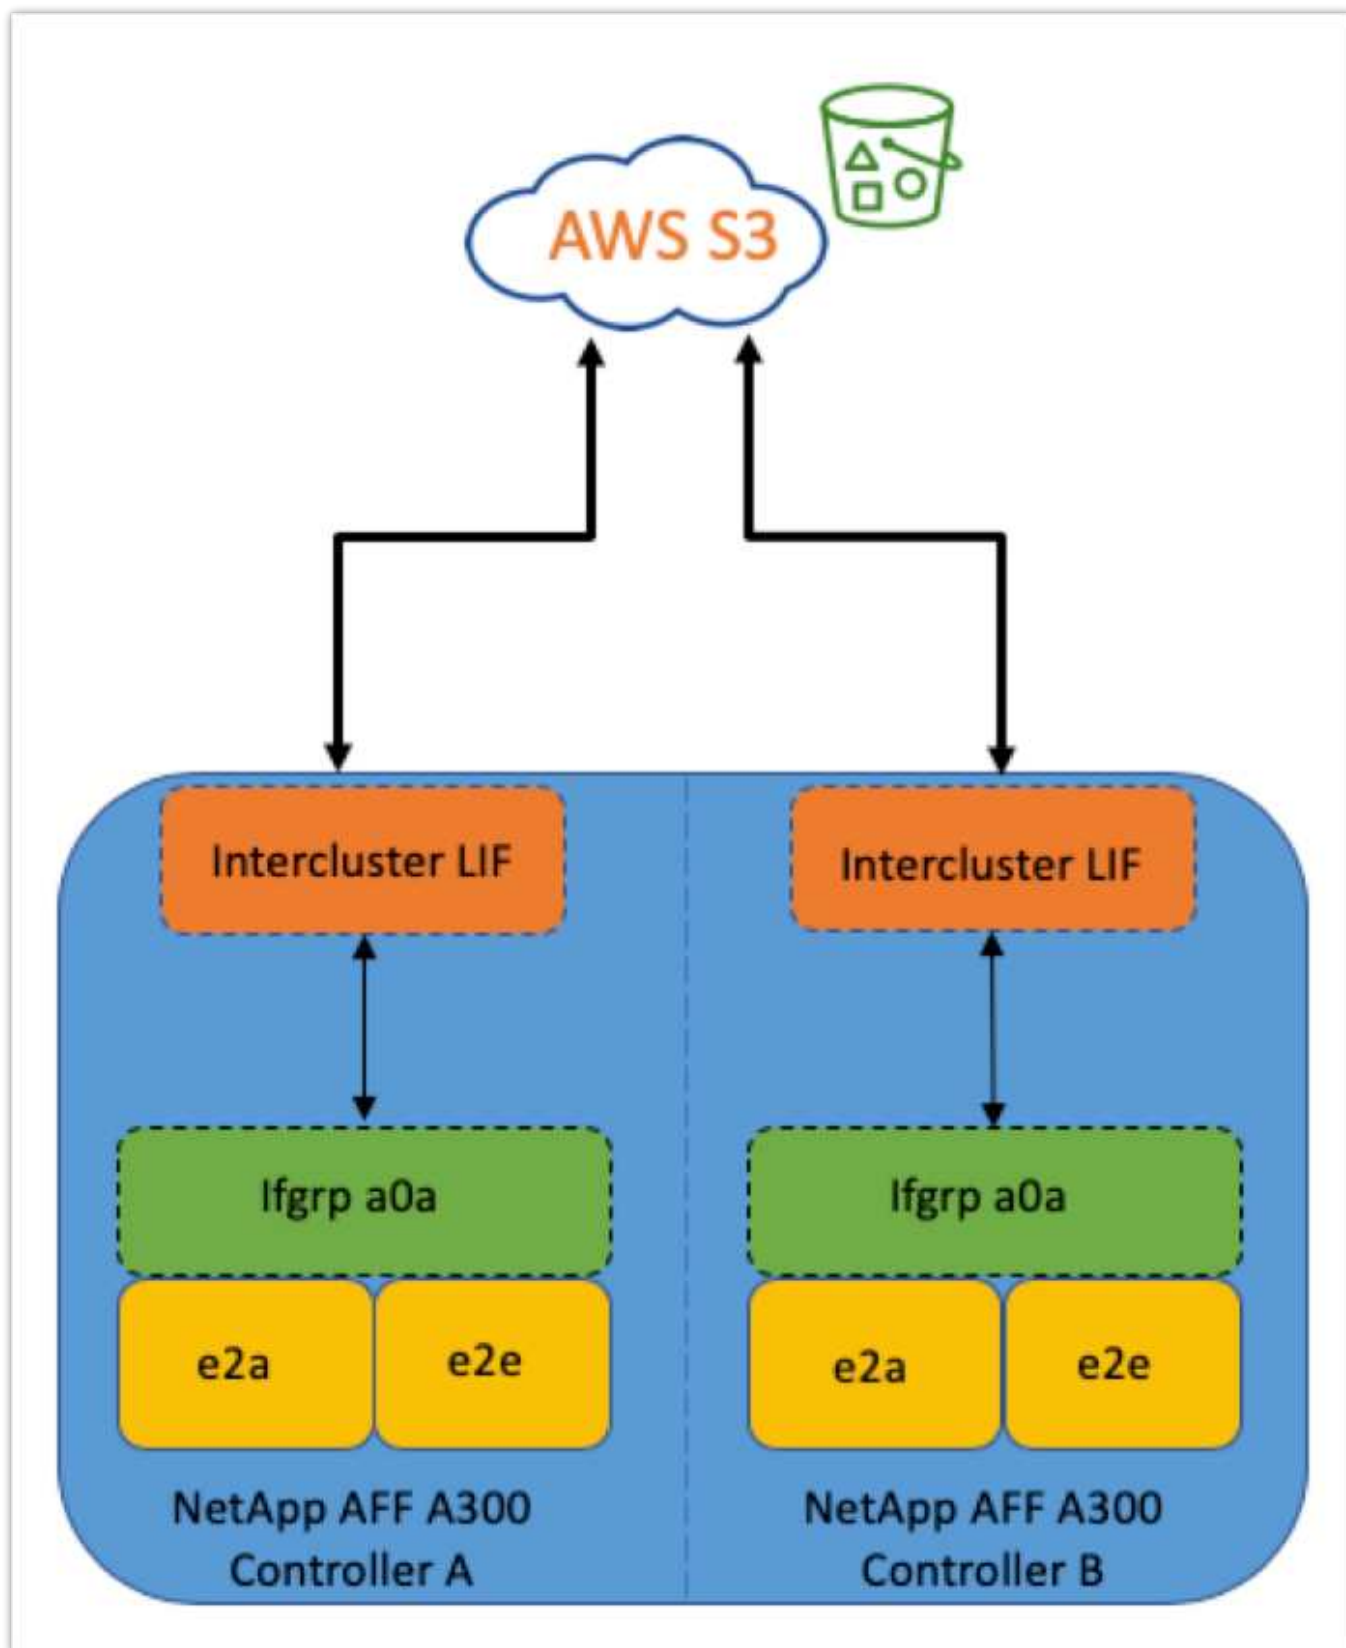 AWS S3
Intercluster LIF
Intercluster LIF
Ifgrp a0a
Ifgrp a0a
e2a
e2e
e2a
e2e
NetApp AFF A300
Controller A
NetApp AFF A300
Controller B